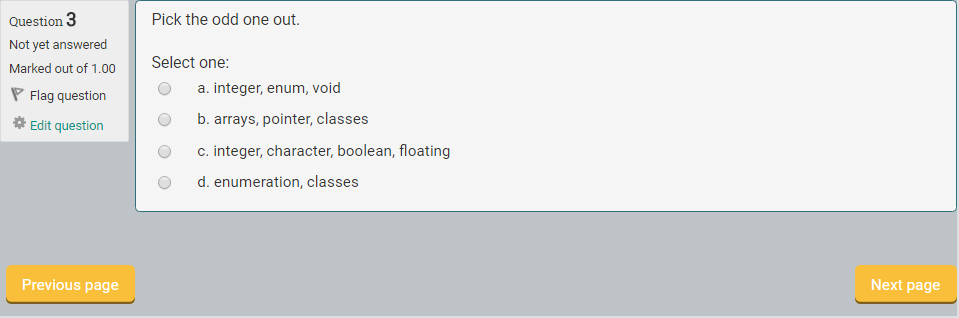 Question 3
Not yet answered
Marked out of 1.00
Flag question
Edit question
Pick the odd one out.
Select one:
a. integer, enum, void
b. arrays, pointer, classes
c. integer, character, boolean, floating
d. enumeration, classes
Previous page
Next page